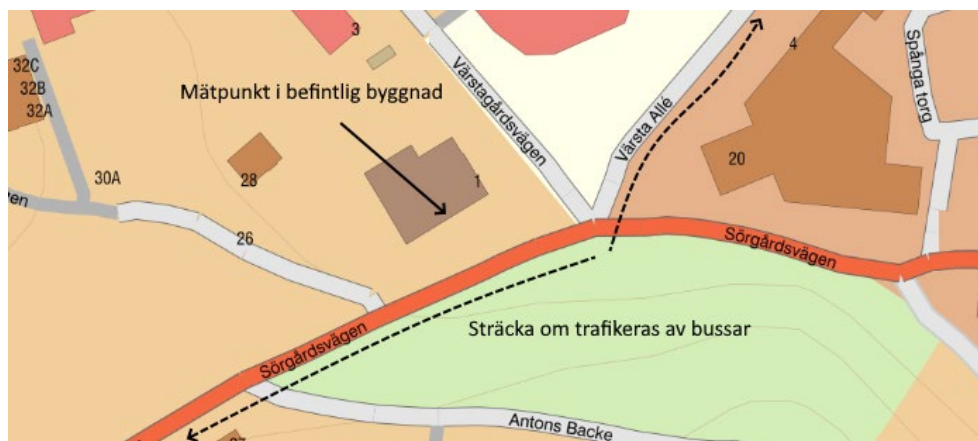 3
4
32C
32B
32A
Mätpunkt i befintlig byggnad
Värstagårdsvägen
Värsta Allé
Spånga torg
20
1
28
30A
en
26
Sörgårdsvägen
Sträcka om trafikeras av bussar
Sörgårdsvägen
Antons Backe